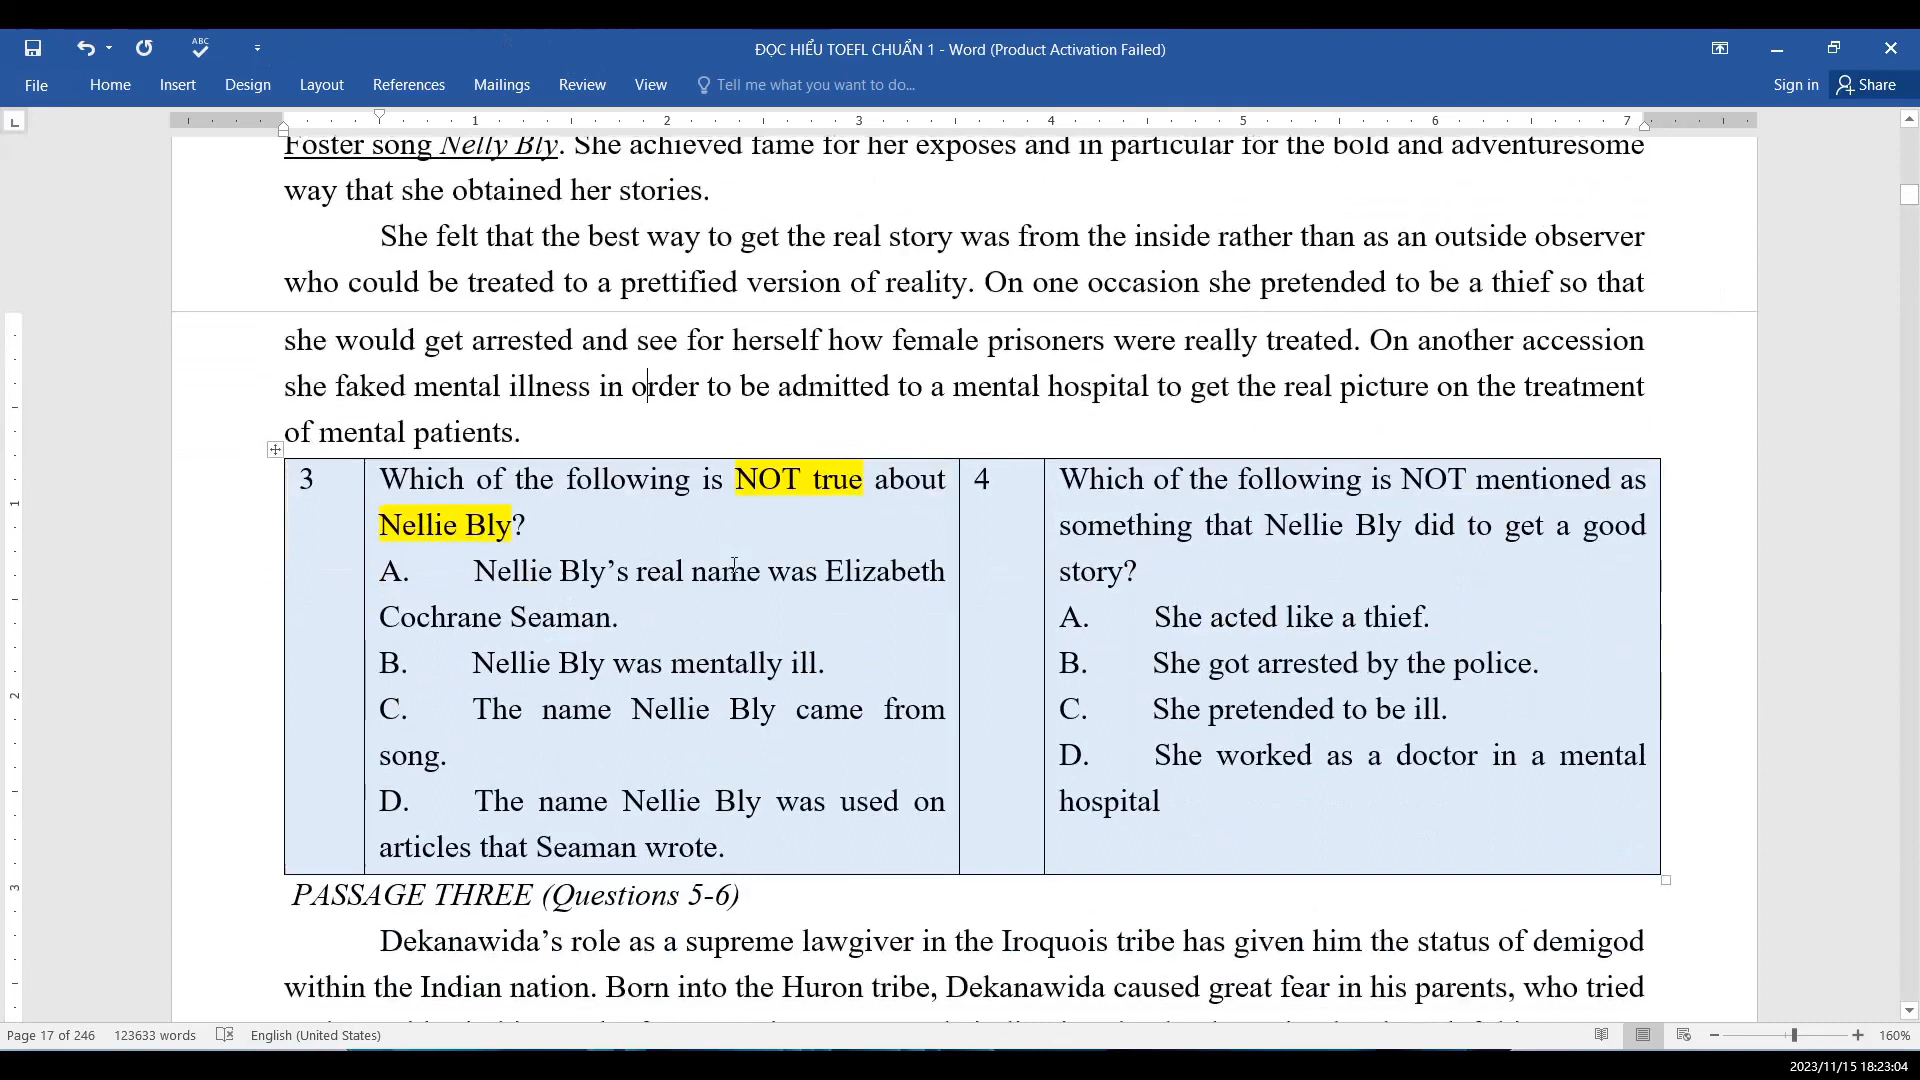 ABC
ĐỌC HIỂU TOEFL CHUẨN 1 - Word (Product Activation Failed)
File Home Insert Design Layout References Mailings Review View Tell me what you want to do... Sign in Share
L 1 2 3 4 5 6 7
Foster song Nelly Bly. She achieved fame for her exposes and in particular for the bold and adventuresome
way that she obtained her stories.
She felt that the best way to get the real story was from the inside rather than as an outside observer
who could be treated to a prettified version of reality. On one occasion she pretended to be a thief so that
she would get arrested and see for herself how female prisoners were really treated. On another accession
she faked mental illness in order to be admitted to a mental hospital to get the real picture on the treatment
of mental patients.
3
Which of the following is NOT true about
Nellie Bly?
A. Nellie Bly’s real name was Elizabeth
Cochrane Seaman.
B. Nellie Bly was mentally ill.
C. The name Nellie Bly came from
song.
D. The name Nellie Bly was used on
articles that Seaman wrote.
4
Which of the following is NOT mentioned as
something that Nellie Bly did to get a good
story?
A. She acted like a thief.
B. She got arrested by the police.
C. She pretended to be ill.
D. She worked as a doctor in a mental
hospital
1
2
3
PASSAGE THREE (Questions 5-6)
Dekanawida’s role as a supreme lawgiver in the Iroquois tribe has given him the status of demigod
within the Indian nation. Born into the Huron tribe, Dekanawida caused great fear in his parents, who tried
Page 17 of 246 123633 words English (United States) 160%
2023/11/15 18:23:04